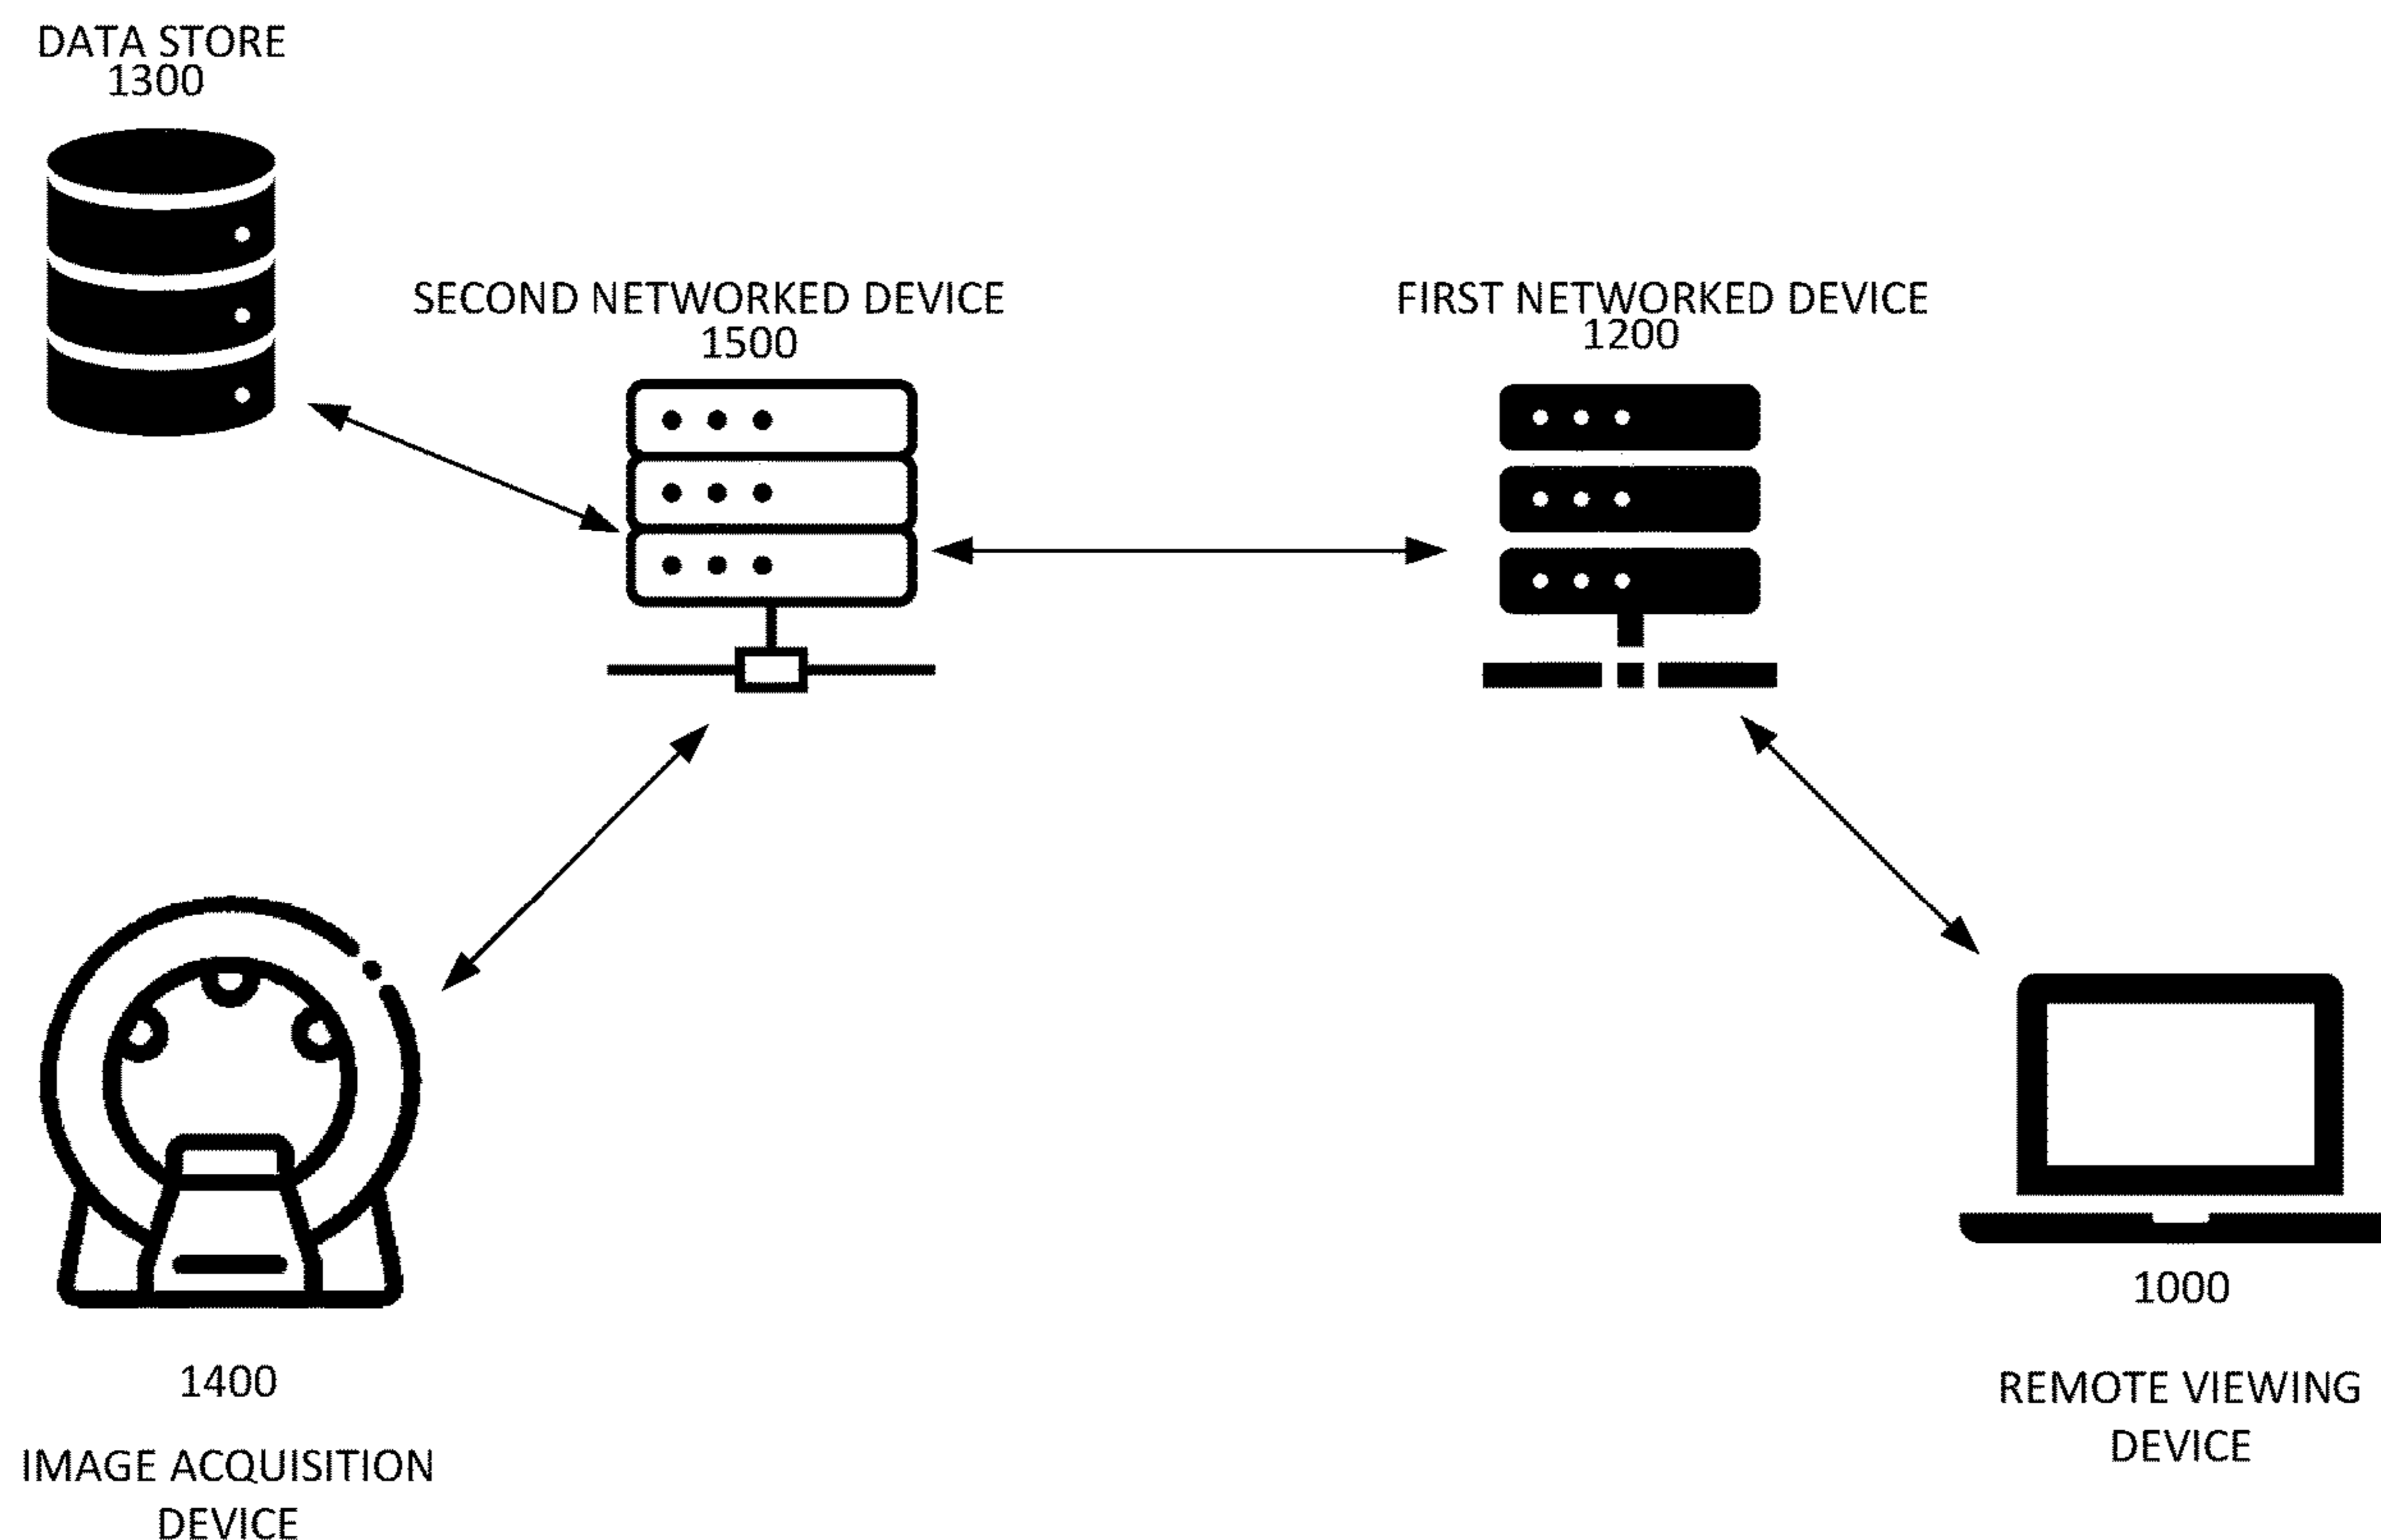 DATA STORE
1300
SECOND NETWORKED DEVICE
1500
FIRST NETWORKED DEVICE
1200
1400
IMAGE ACQUISITION
DEVICE
1000
REMOTE VIEWING
DEVICE